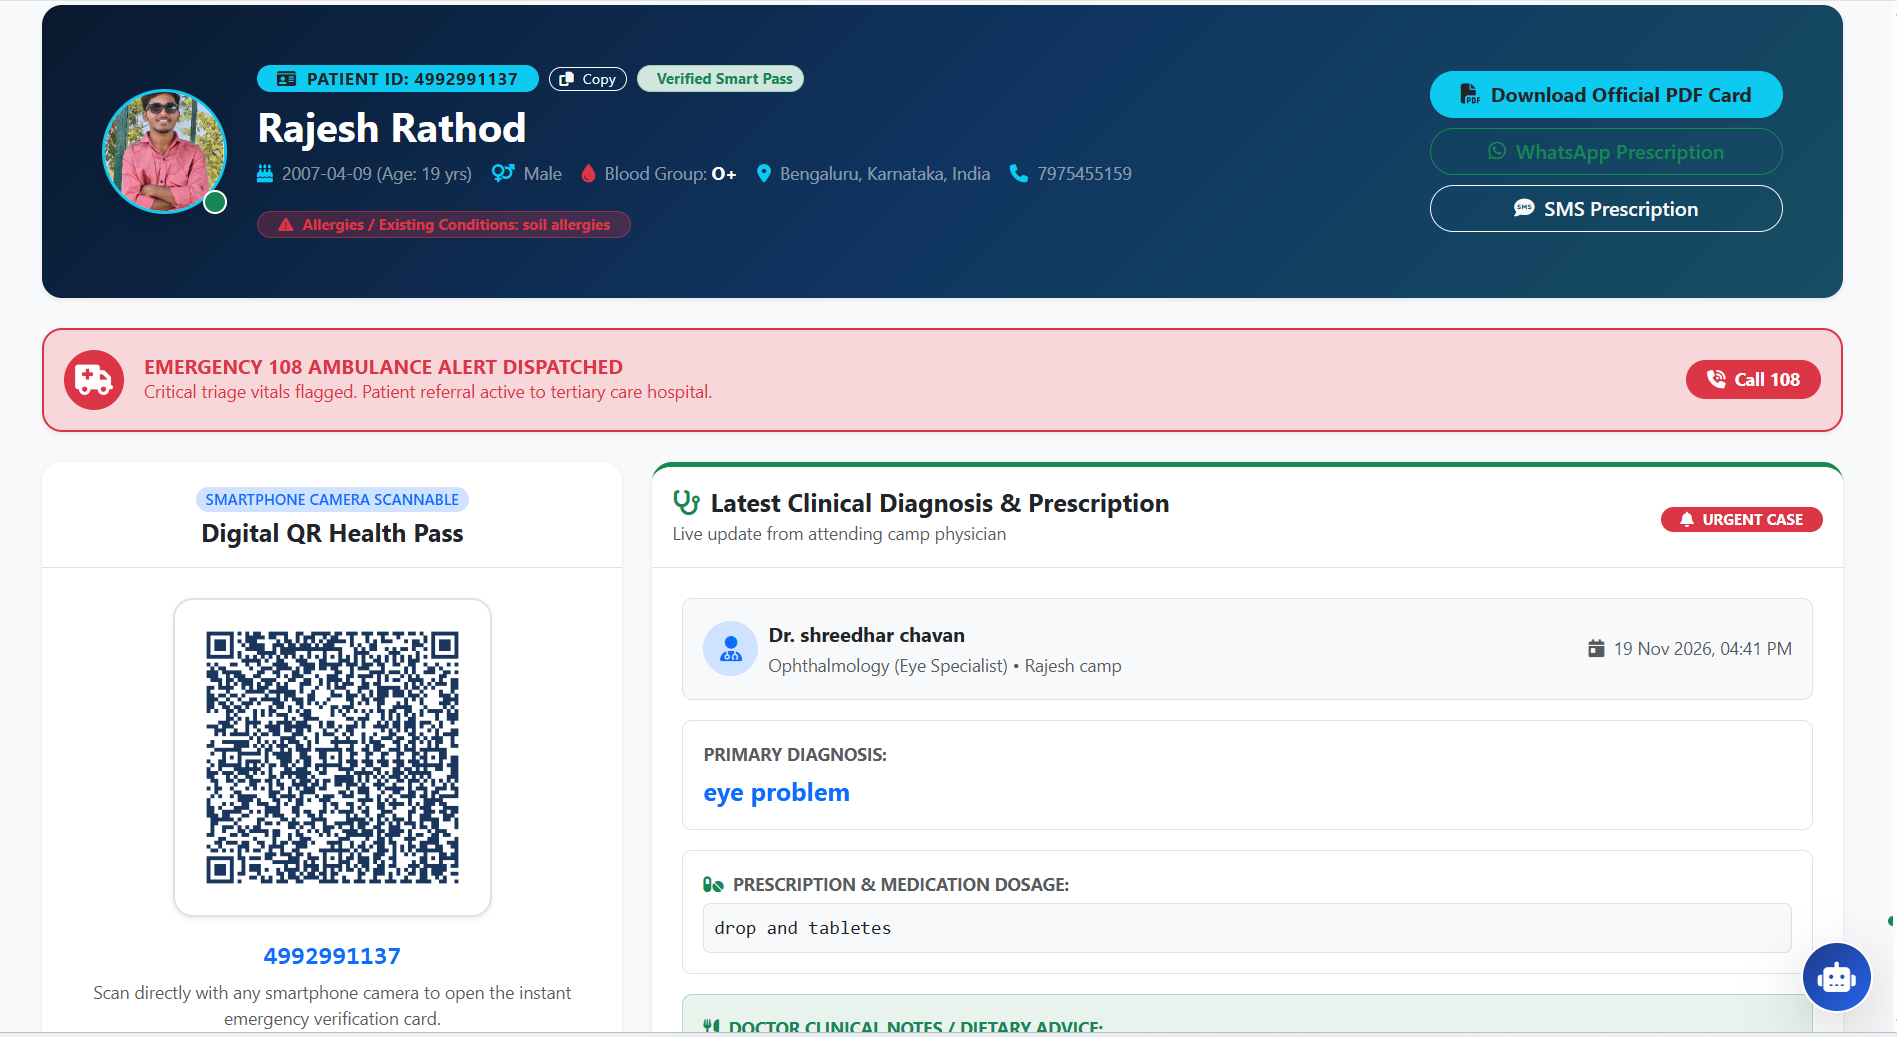 PATIENT ID: 4992991137
Copy
Verified Smart Pass
Rajesh Rathod
2007-04-09 (Age: 19 yrs)
Male
Blood Group: O+
Bengaluru, Karnataka, India
7975455159
Allergies / Existing Conditions: soil allergies
PDF
Download Official PDF Card
WhatsApp Prescription
SMS
SMS Prescription
EMERGENCY 108 AMBULANCE ALERT DISPATCHED
Critical triage vitals flagged. Patient referral active to tertiary care hospital.
Call 108
SMARTPHONE CAMERA SCANNABLE
Digital QR Health Pass
4992991137
Scan directly with any smartphone camera to open the instant
emergency verification card.
Latest Clinical Diagnosis & Prescription
Live update from attending camp physician
URGENT CASE
Dr. shreedhar chavan
Ophthalmology (Eye Specialist) • Rajesh camp
19 Nov 2026, 04:41 PM
PRIMARY DIAGNOSIS:
eye problem
PRESCRIPTION & MEDICATION DOSAGE:
drop and tabletes
DOCTOR CLINICAL NOTES / DIETARY ADVICE: